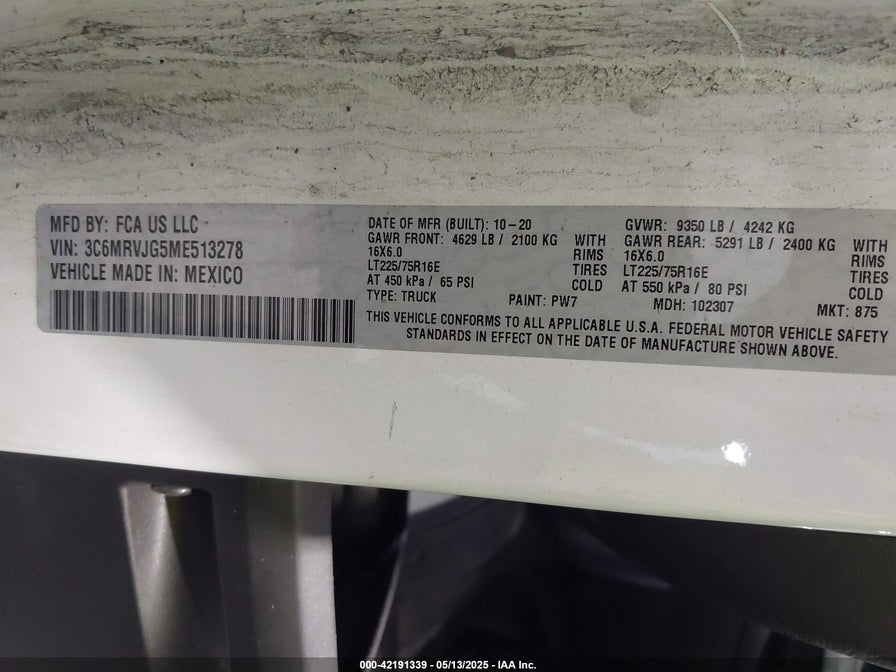 MFD BY: FCA US LLC
VIN: 3C6MRVJG5ME513278
VEHICLE MADE IN: MEXICO
DATE OF MFR (BUILT): 10-20 GVWR: 9350 LB / 4242 KG
GAWR FRONT: 4629 LB / 2100 KG WITH GAWR REAR: 5291 LB / 2400 KG WITH
16X6.0 RIMS 16X6.0 RIMS
LT225/75R16E TIRES LT225/75R16E TIRES
AT 450 kPa / 65 PSI COLD AT 550 kPa / 80 PSI COLD
TYPE: TRUCK PAINT: PW7 MDH: 102307 MKT: 875
THIS VEHICLE CONFORMS TO ALL APPLICABLE U.S.A. FEDERAL MOTOR VEHICLE SAFETY
STANDARDS IN EFFECT ON THE DATE OF MANUFACTURE SHOWN ABOVE.
000-42191339 - 05/13/2025 - IAA Inc.